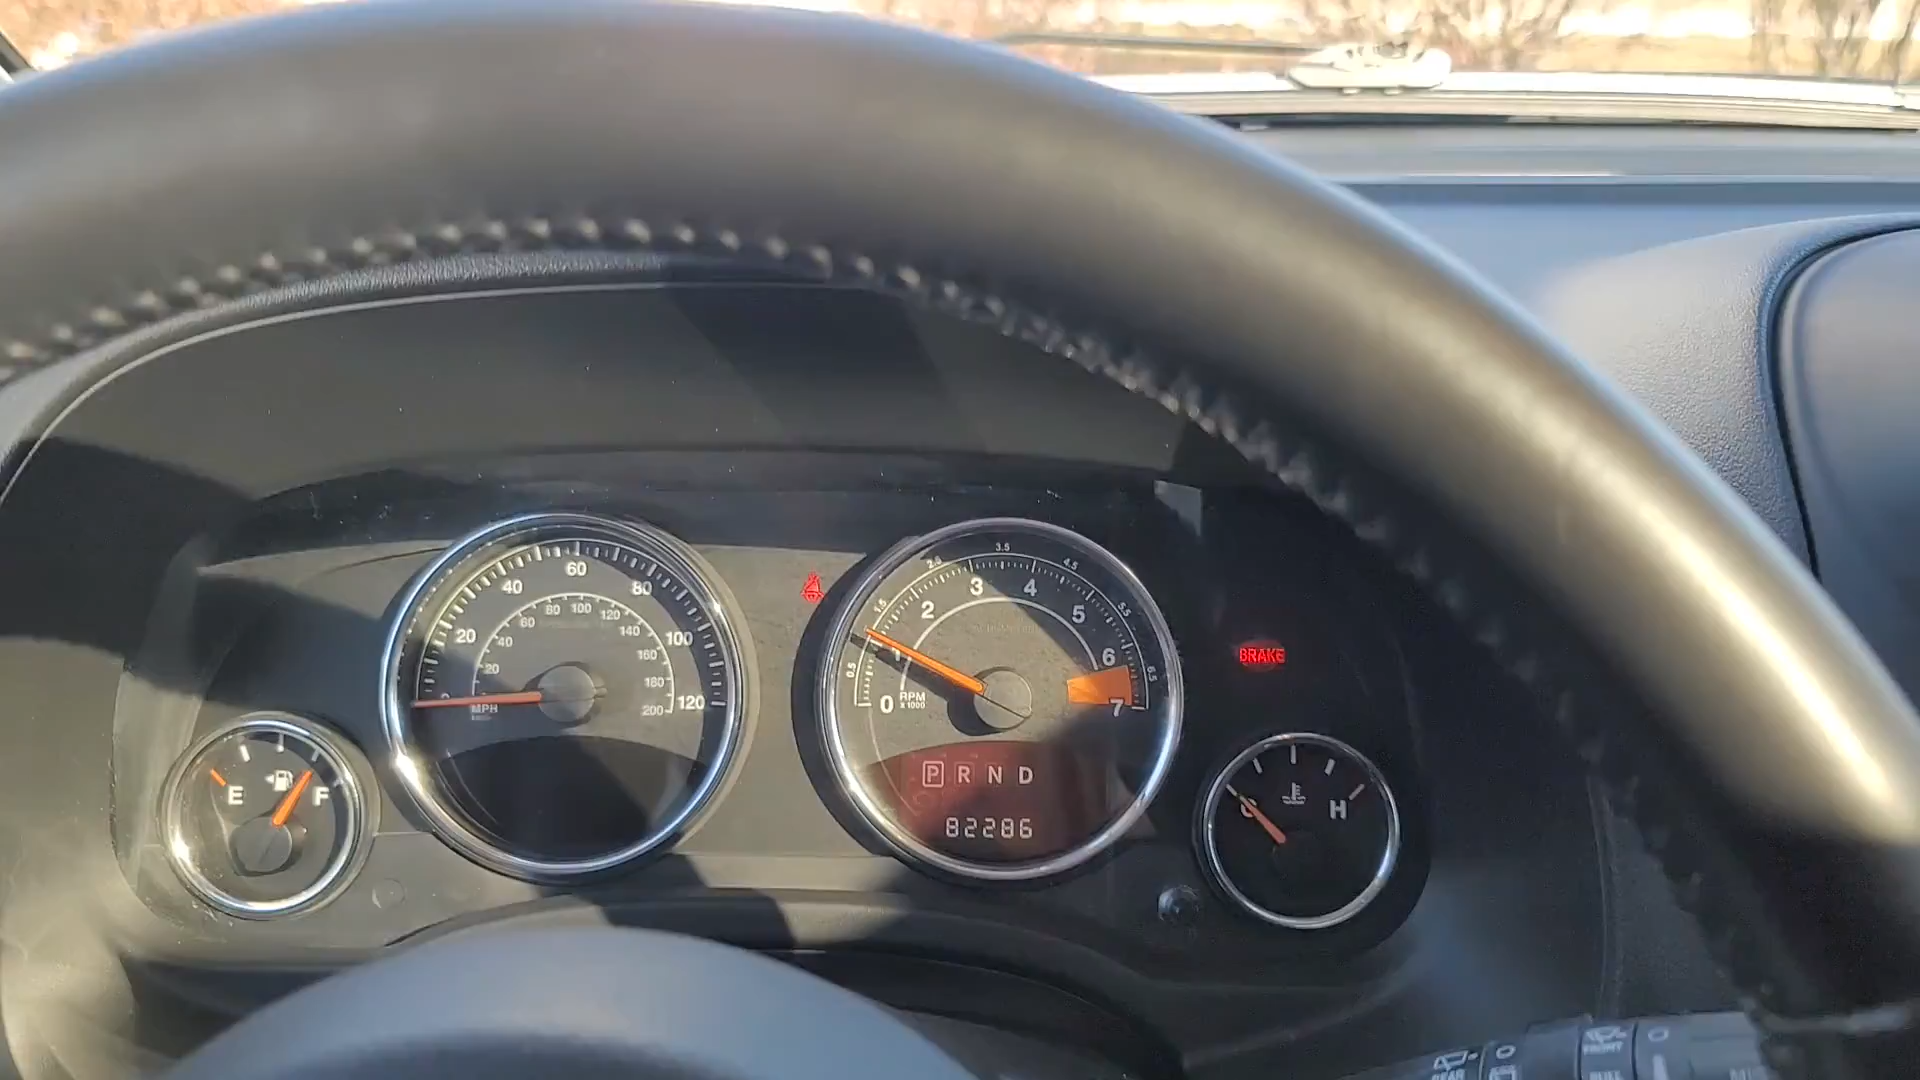 20 40 60 80 100 120
20 40 60 80 100 120 140 160 180 200
MPH
0.5 1.5 2.5 3.5 4.5 5.5 6.5
0 1 2 3 4 5 6 7
RPM
X 1000
BRAKE
E F
P R N D
82286
C H
FRONT
REAR